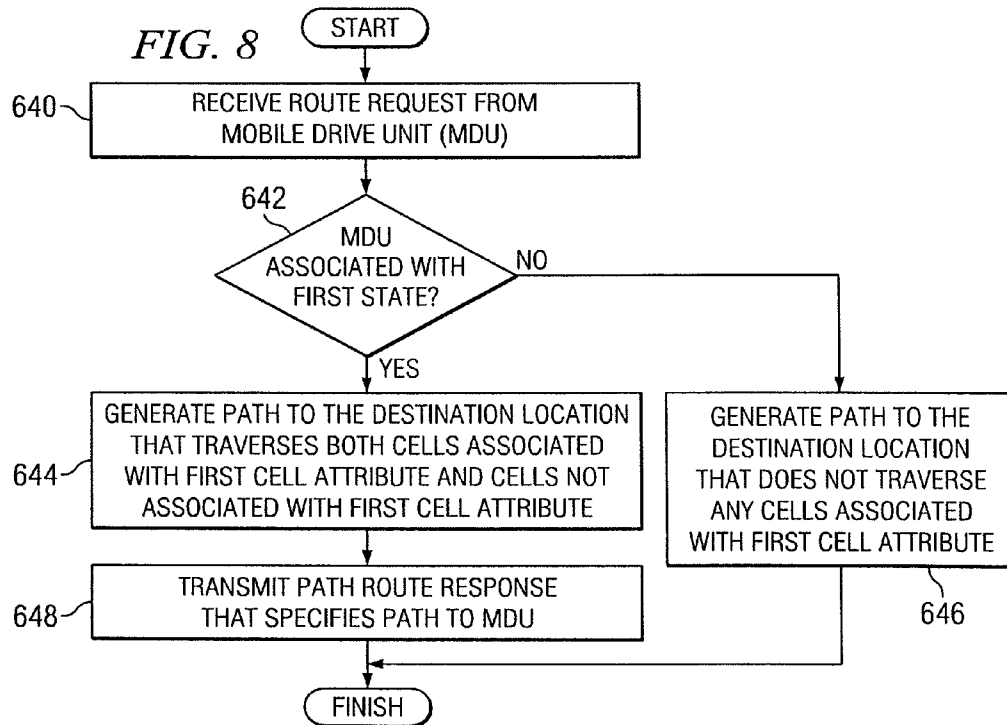 FIG. 8
START
640
RECEIVE ROUTE REQUEST FROM
MOBILE DRIVE UNIT (MDU)
642
MDU
ASSOCIATED WITH
FIRST STATE?
NO
YES
644
GENERATE PATH TO THE DESTINATION LOCATION
THAT TRAVERSES BOTH CELLS ASSOCIATED
WITH FIRST CELL ATTRIBUTE AND CELLS NOT
ASSOCIATED WITH FIRST CELL ATTRIBUTE
GENERATE PATH TO THE
DESTINATION LOCATION
THAT DOES NOT TRAVERSE
ANY CELLS ASSOCIATED
WITH FIRST CELL ATTRIBUTE
646
648
TRANSMIT PATH ROUTE RESPONSE
THAT SPECIFIES PATH TO MDU
FINISH